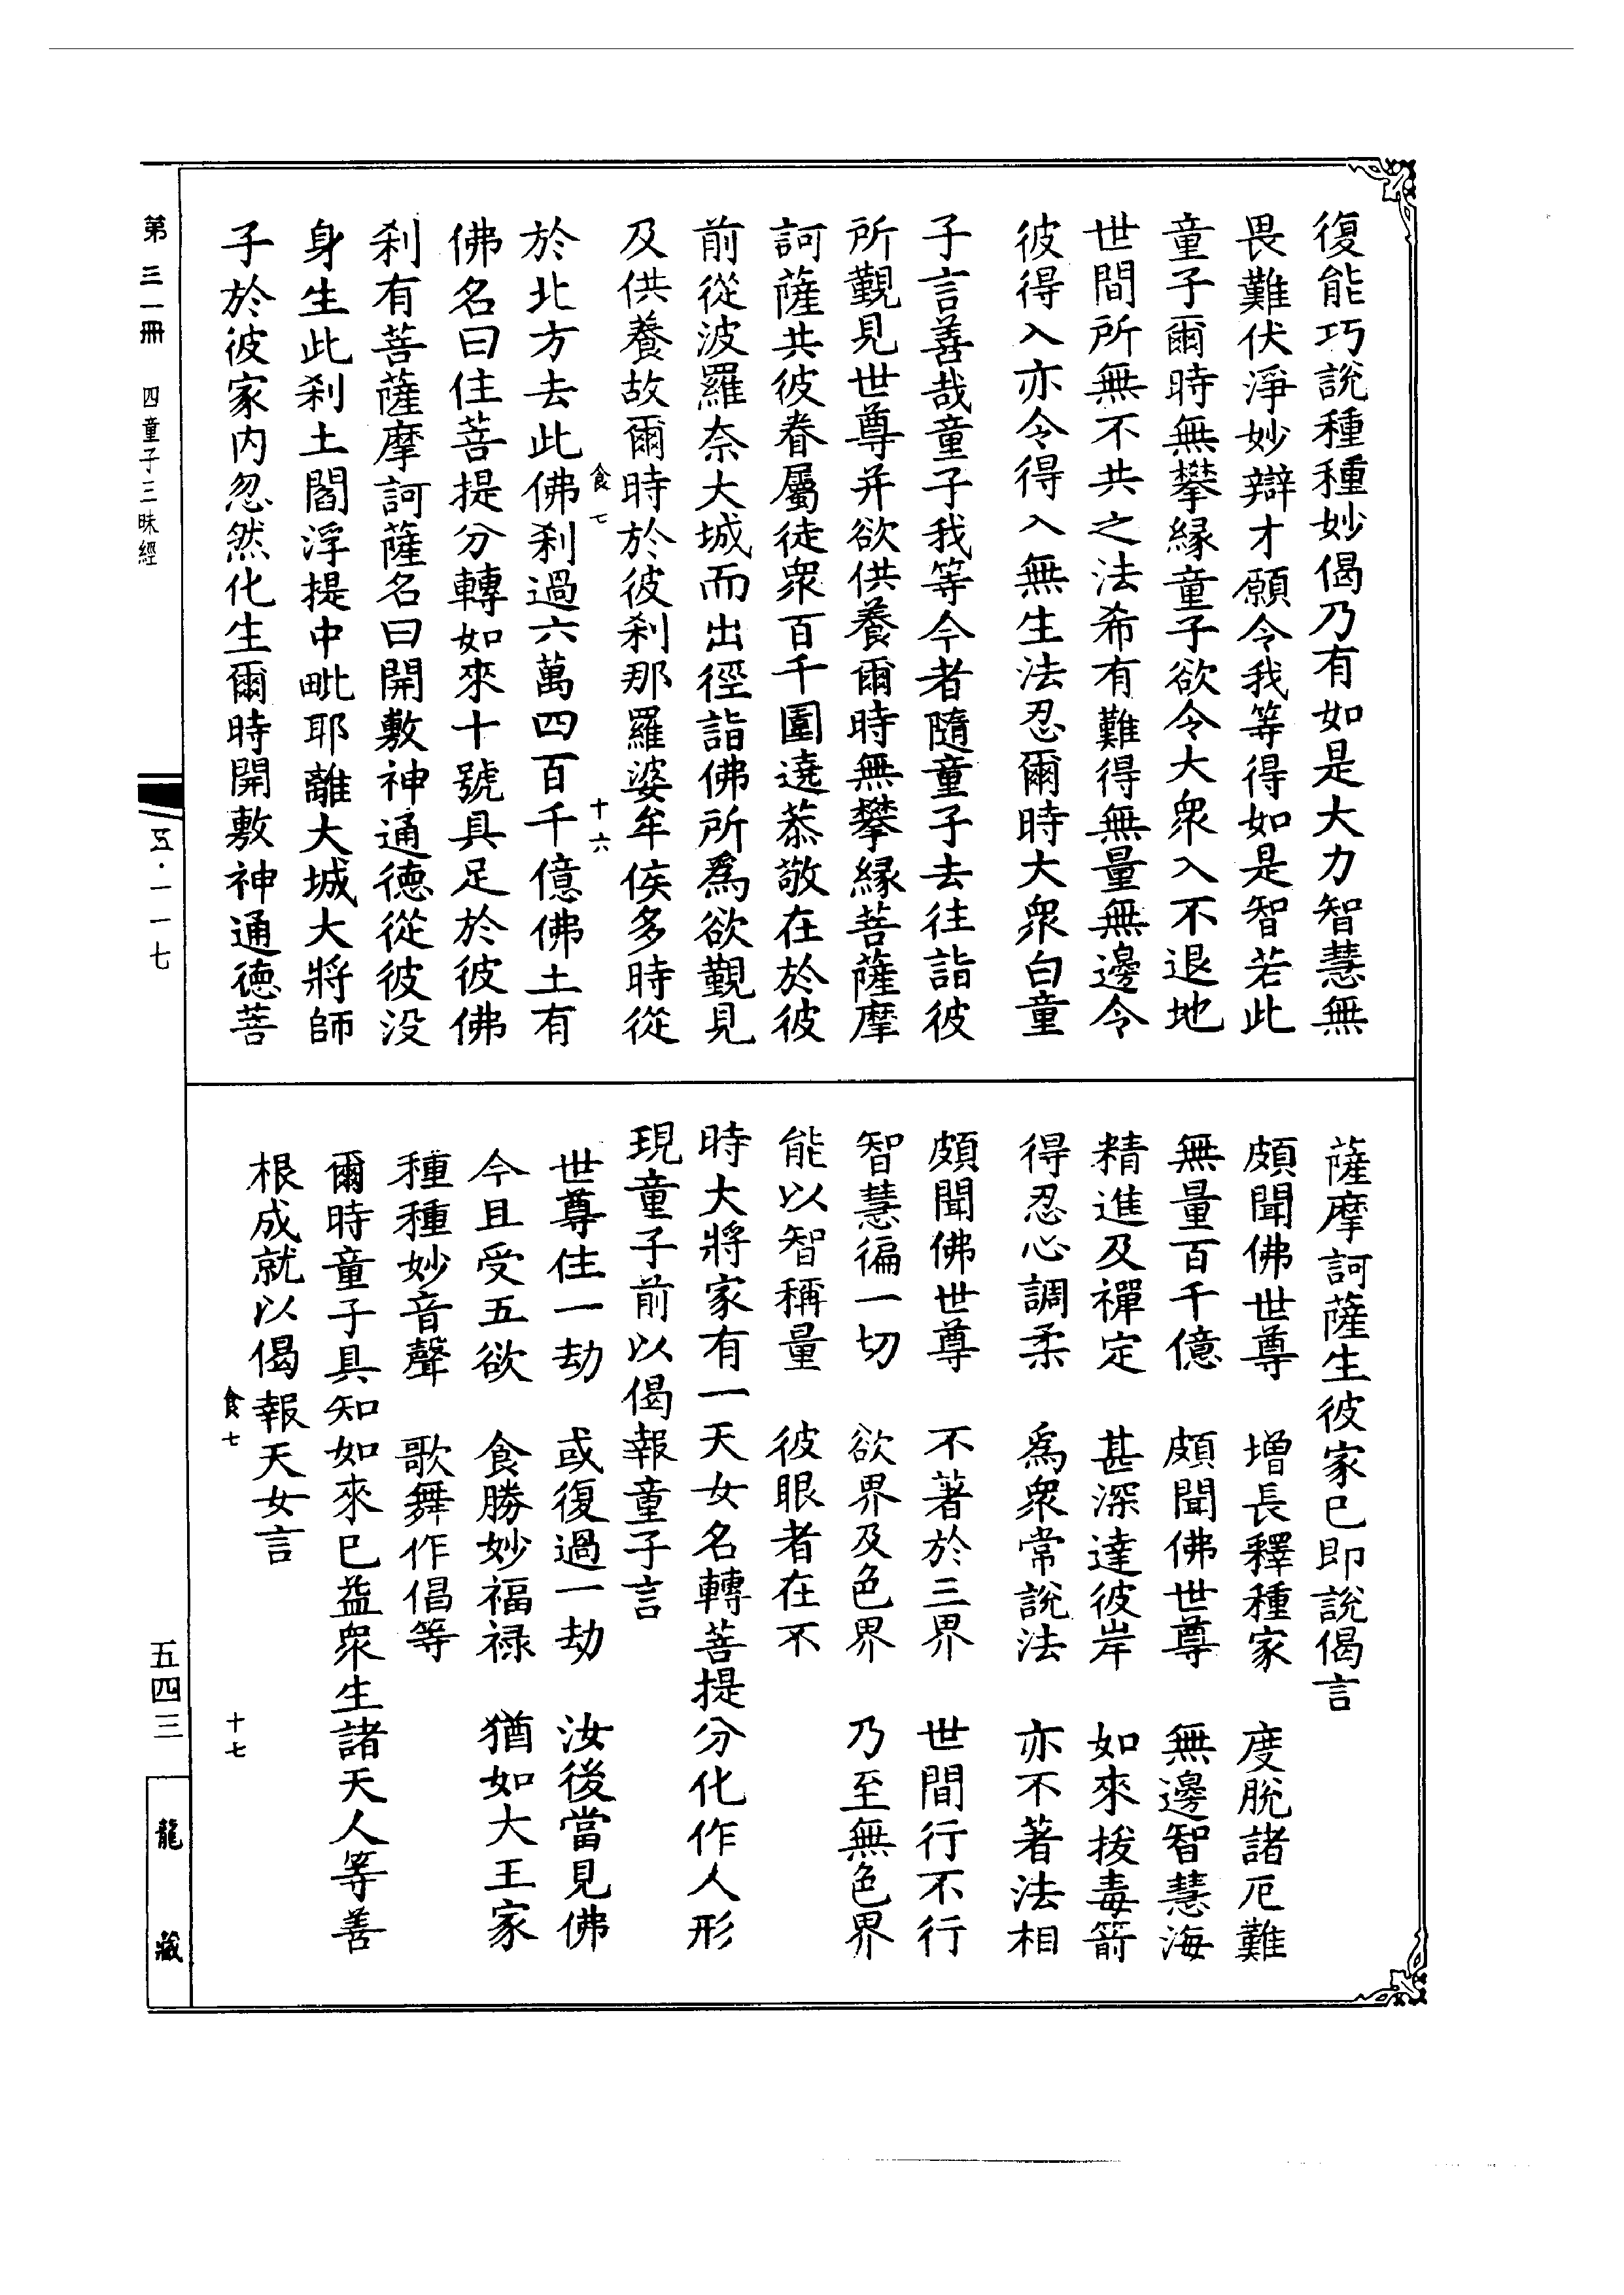 復能巧說種種妙偈乃有如是大力智慧無
畏難伏淨妙辯才願令我等得如是智若此
童子爾時無攀緣童子欲令大衆入不退地
世間所無不共之法希有難得無量無邊令
彼得入亦令得入無生法忍爾時大衆白童
子言善哉童子我等今者隨童子去往詣彼
所覲見世尊并欲供養爾時無攀緣菩薩摩
訶薩共彼眷屬徒衆百千圍遶恭敬在於彼
前從波羅奈大城而出徑詣佛所爲欲覲見
及供養故爾時於彼刹那羅婆牟侯多時從
食七 十六
於北方去此佛刹過六萬四百千億佛土有
佛名曰住菩提分轉如來十號具足於彼佛
刹有菩薩摩訶薩名曰開敷神通德從彼没
身生此刹土閻浮提中毗耶離大城大將師
子於彼家内忽然化生爾時開敷神通德菩
薩摩訶薩生彼家已即說偈言
頗聞佛世尊 增長釋種家 度脫諸厄難
無量百千億 頗聞佛世尊 無邊智慧海
精進及禪定 甚深達彼岸 如來拔毒箭
得忍心調柔 爲衆常說法 亦不著法相
頗聞佛世尊 不著於三界 世間行不行
智慧徧一切 欲界及色界 乃至無色界
能以智稱量 彼眼者在不
時大將家有一天女名轉菩提分化作人形
現童子前以偈報童子言
世尊住一劫 或復過一劫 汝後當見佛
今且受五欲 食勝妙福禄 猶如大王家
種種妙音聲 歌舞作倡等
爾時童子具知如來已益衆生諸天人等善
根成就以偈報天女言
食七 十七
第三一冊 四童子三昧經
五·一一七
五四三
龍藏